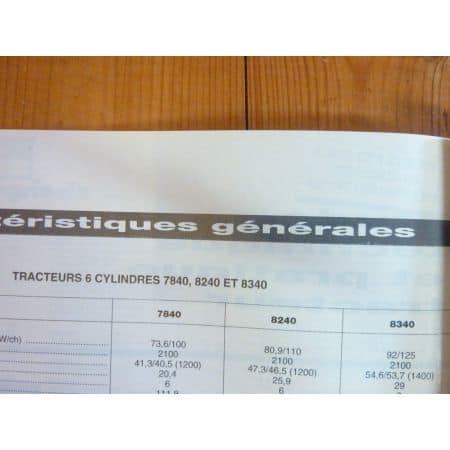 téristiques générales
TRACTEURS 6 CYLINDRES 7840, 8240 ET 8340
7840 8240 8340
W/ch) 73,6/100 80,9/110 92/125
2100 2100 2100
41,3/40,5 (1200) 47,3/46,5 (1200) 54,6/53,7 (1400)
20,4 25,9 29
6 6
111,8